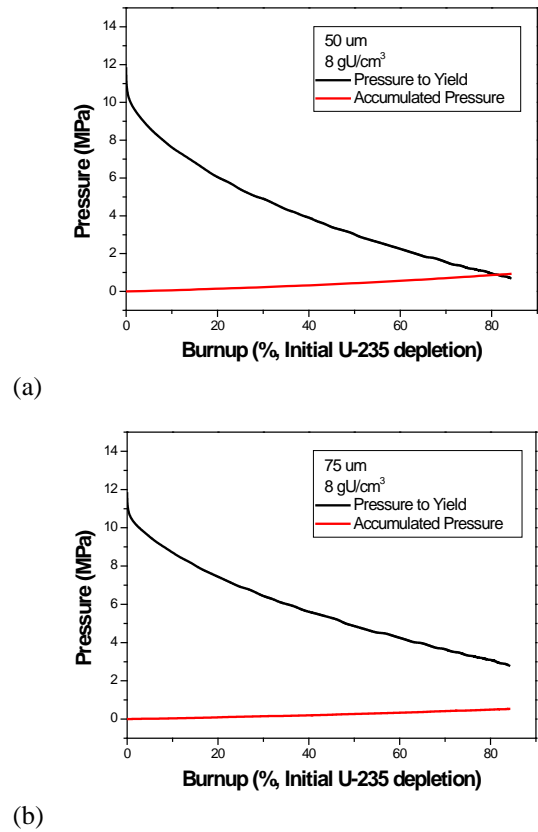 14
12
10
8
6
4
2
0
Pressure (MPa)
50 um
8 gU/cm³
Pressure to Yield
Accumulated Pressure
0 20 40 60 80
Burnup (%, Initial U-235 depletion)
(a)
14
12
10
8
6
4
2
0
Pressure (MPa)
75 um
8 gU/cm³
Pressure to Yield
Accumulated Pressure
0 20 40 60 80
Burnup (%, Initial U-235 depletion)
(b)